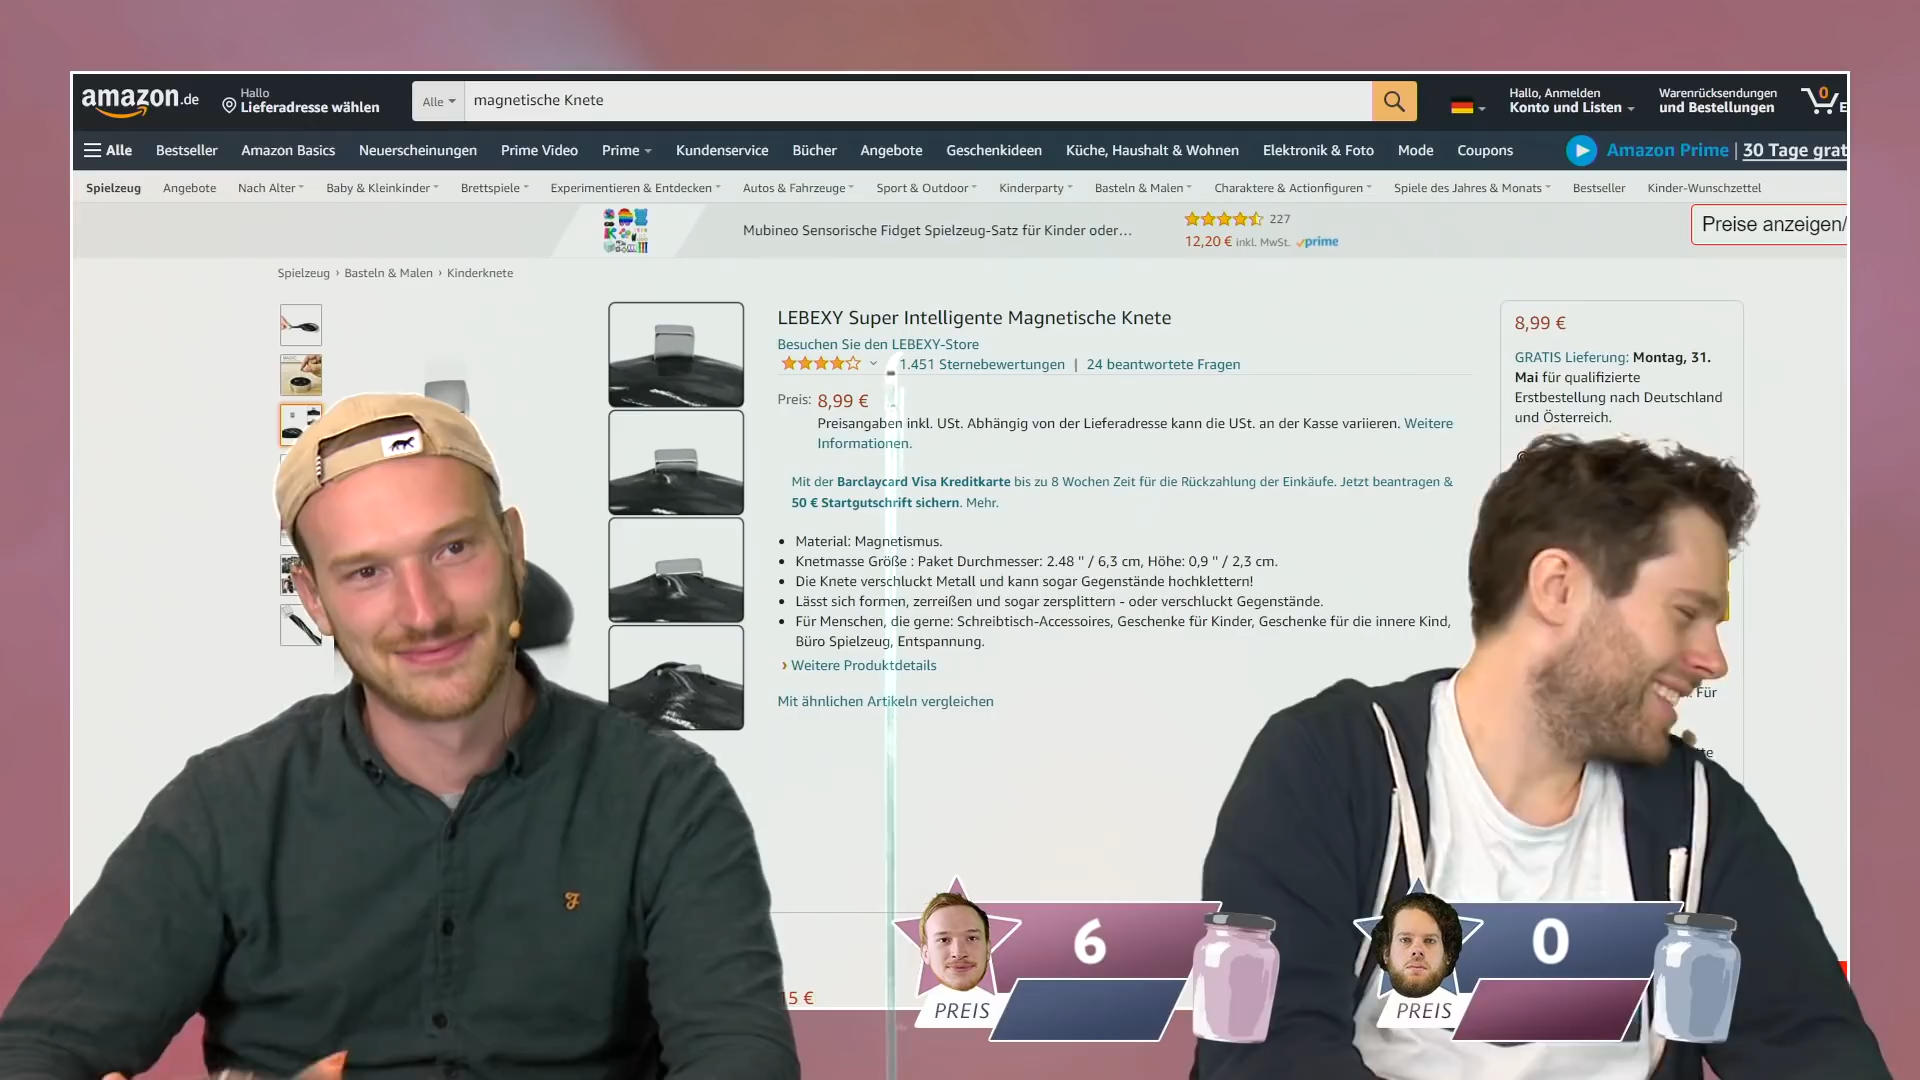 amazon.de
Hallo
Lieferadresse wählen
Alle
magnetische Knete
Hallo, Anmelden
Konto und Listen
Warenrücksendungen
und Bestellungen
0
E
Alle
Bestseller
Amazon Basics
Neuerscheinungen
Prime Video
Prime
Kundenservice
Bücher
Angebote
Geschenkideen
Küche, Haushalt & Wohnen
Elektronik & Foto
Mode
Coupons
Amazon Prime | 30 Tage grat
Spielzeug
Angebote
Nach Alter
Baby & Kleinkinder
Brettspiele
Experimentieren & Entdecken
Autos & Fahrzeuge
Sport & Outdoor
Kinderparty
Basteln & Malen
Charaktere & Actionfiguren
Spiele des Jahres & Monats
Bestseller
Kinder-Wunschzettel
Mubineo Sensorische Fidget Spielzeug-Satz für Kinder oder…
227
12,20 € inkl. MwSt. prime
Preise anzeigen/
Spielzeug › Basteln & Malen › Kinderknete
LEBEXY Super Intelligente Magnetische Knete
Besuchen Sie den LEBEXY-Store
1.451 Sternebewertungen | 24 beantwortete Fragen
Preis: 8,99 €
Preisangaben inkl. USt. Abhängig von der Lieferadresse kann die USt. an der Kasse variieren. Weitere
Informationen.
Mit der Barclaycard Visa Kreditkarte bis zu 8 Wochen Zeit für die Rückzahlung der Einkäufe. Jetzt beantragen &
50 € Startgutschrift sichern. Mehr.
• Material: Magnetismus.
• Knetmasse Größe : Paket Durchmesser: 2.48 '' / 6,3 cm, Höhe: 0,9 '' / 2,3 cm.
• Die Knete verschluckt Metall und kann sogar Gegenstände hochklettern!
• Lässt sich formen, zerreißen und sogar zersplittern - oder verschluckt Gegenstände.
• Für Menschen, die gerne: Schreibtisch-Accessoires, Geschenke für Kinder, Geschenke für die innere Kind,
Büro Spielzeug, Entspannung.
› Weitere Produktdetails
Mit ähnlichen Artikeln vergleichen
8,99 €
GRATIS Lieferung: Montag, 31.
Mai für qualifizierte
Erstbestellung nach Deutschland
und Österreich.
Für
15 €
6
PREIS
0
PREIS